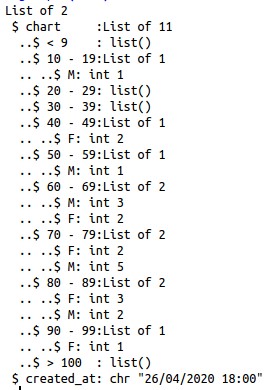 List of 2
 $ chart     :List of 11
  ..$ < 9    : list()
  ..$ 10 - 19:List of 1
  .. ..$ M: int 1
  ..$ 20 - 29: list()
  ..$ 30 - 39: list()
  ..$ 40 - 49:List of 1
  .. ..$ F: int 2
  ..$ 50 - 59:List of 1
  .. ..$ M: int 1
  ..$ 60 - 69:List of 2
  .. ..$ M: int 3
  .. ..$ F: int 2
  ..$ 70 - 79:List of 2
  .. ..$ F: int 2
  .. ..$ M: int 5
  ..$ 80 - 89:List of 2
  .. ..$ F: int 3
  .. ..$ M: int 2
  ..$ 90 - 99:List of 1
  .. ..$ F: int 1
  ..$ > 100  : list()
 $ created_at: chr "26/04/2020 18:00"